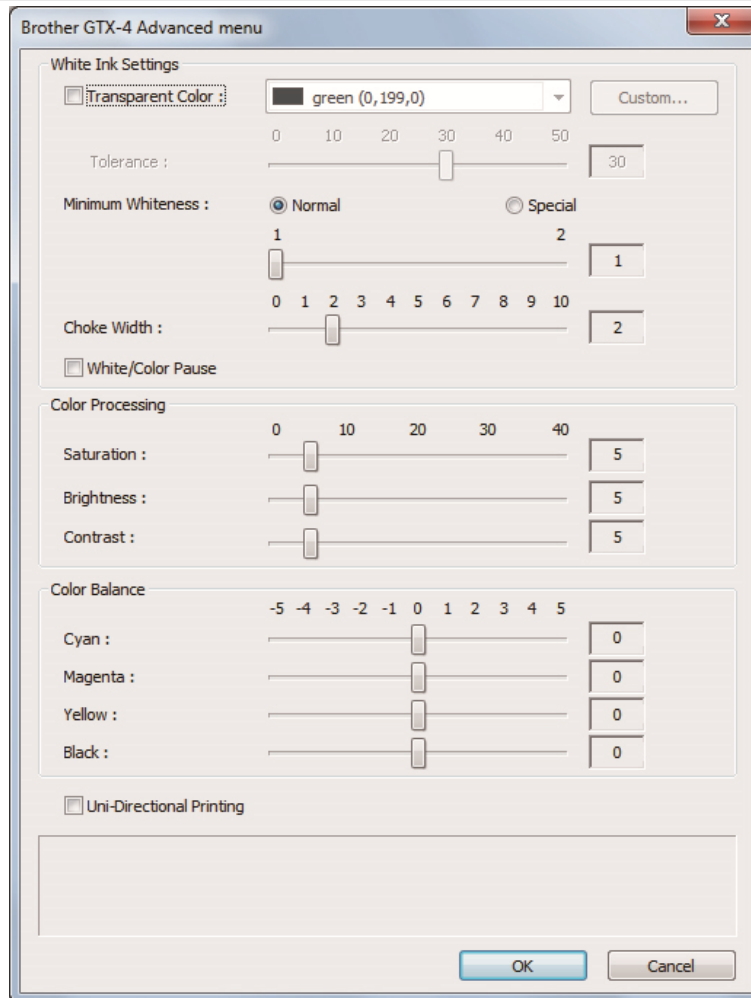 Brother GTX-4 Advanced menu
X
White Ink Settings
Transparent Color : green (0,199,0) Custom...
0 10 20 30 40 50
Tolerance : 30
Minimum Whiteness : Normal Special
1 2
1
0 1 2 3 4 5 6 7 8 9 10
Choke Width : 2
White/Color Pause
Color Processing
0 10 20 30 40
Saturation : 5
Brightness : 5
Contrast : 5
Color Balance
-5 -4 -3 -2 -1 0 1 2 3 4 5
Cyan : 0
Magenta : 0
Yellow : 0
Black : 0
Uni-Directional Printing
OK Cancel